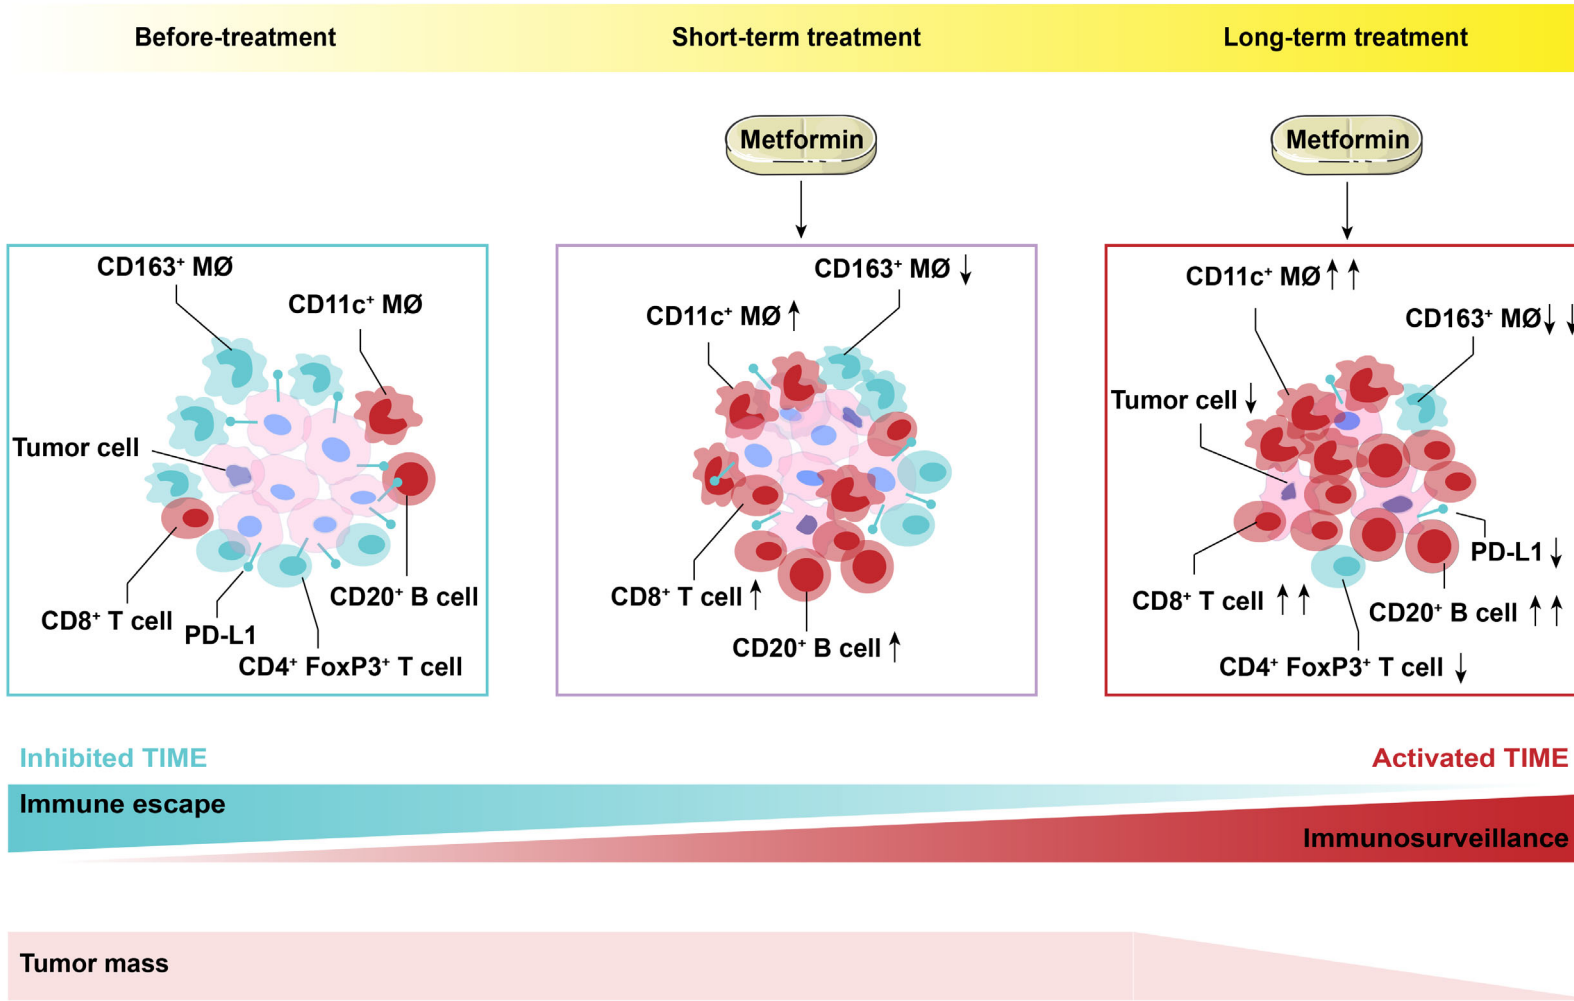 Before-treatment
Short-term treatment
Long-term treatment
Metformin
Metformin
CD163⁺ MØ
CD11c⁺ MØ
Tumor cell
CD8⁺ T cell
PD-L1
CD20⁺ B cell
CD4⁺ FoxP3⁺ T cell
CD163⁺ MØ ↓
CD11c⁺ MØ ↑
CD8⁺ T cell ↑
CD20⁺ B cell ↑
CD11c⁺ MØ ↑ ↑
CD163⁺ MØ ↓ ↓
Tumor cell ↓
PD-L1 ↓
CD8⁺ T cell ↑ ↑
CD20⁺ B cell ↑ ↑
CD4⁺ FoxP3⁺ T cell ↓
Inhibited TIME
Activated TIME
Immune escape
Immunosurveillance
Tumor mass